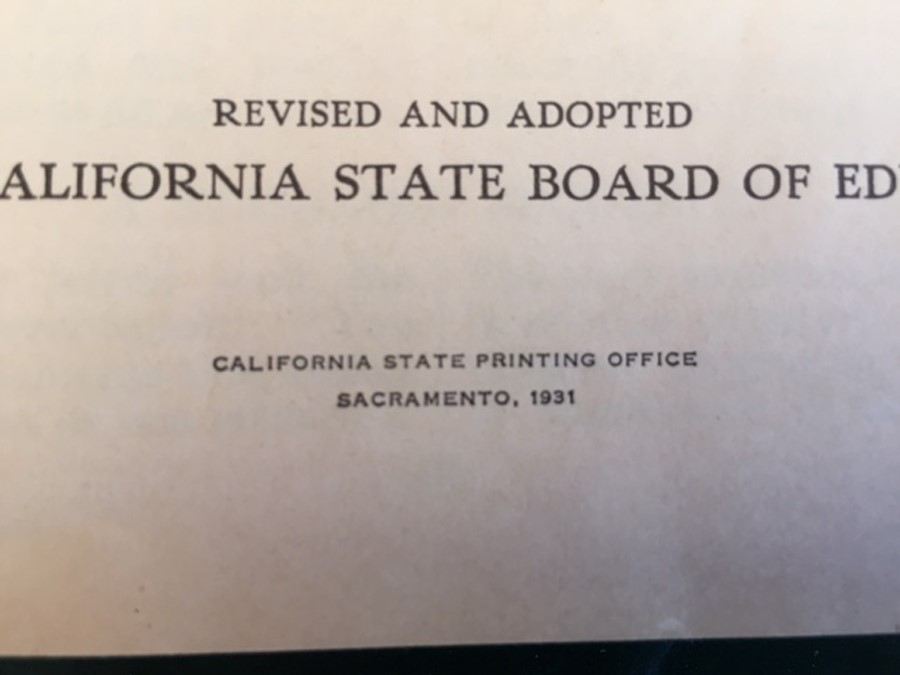 REVISED AND ADOPTED
ALIFORNIA STATE BOARD OF ED
CALIFORNIA STATE PRINTING OFFICE
SACRAMENTO, 1931